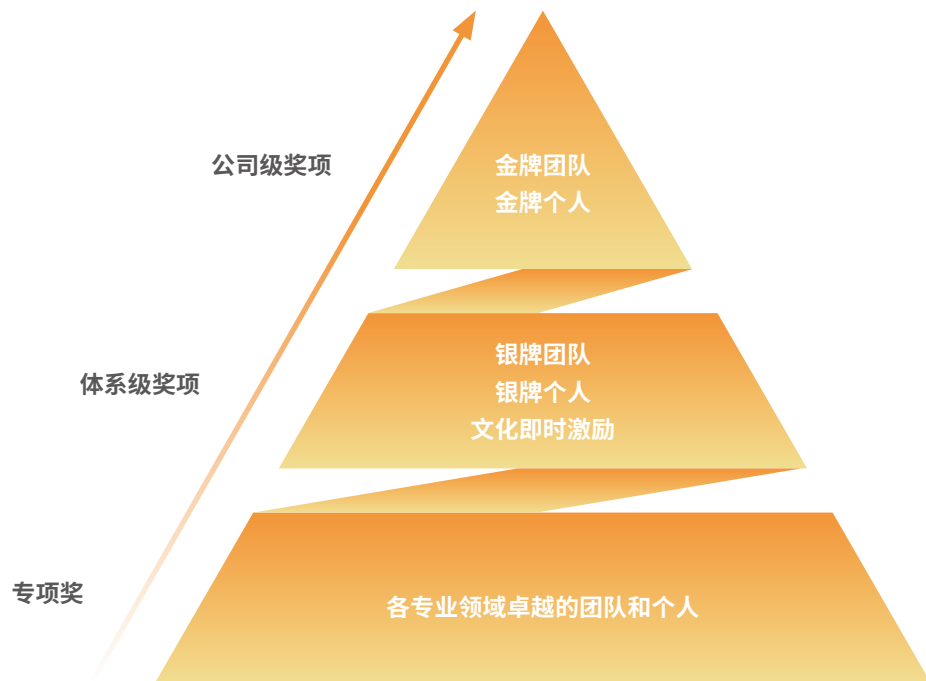 公司级奖项
金牌团队
金牌个人
体系级奖项
银牌团队
银牌个人
文化即时激励
专项奖
各专业领域卓越的团队和个人